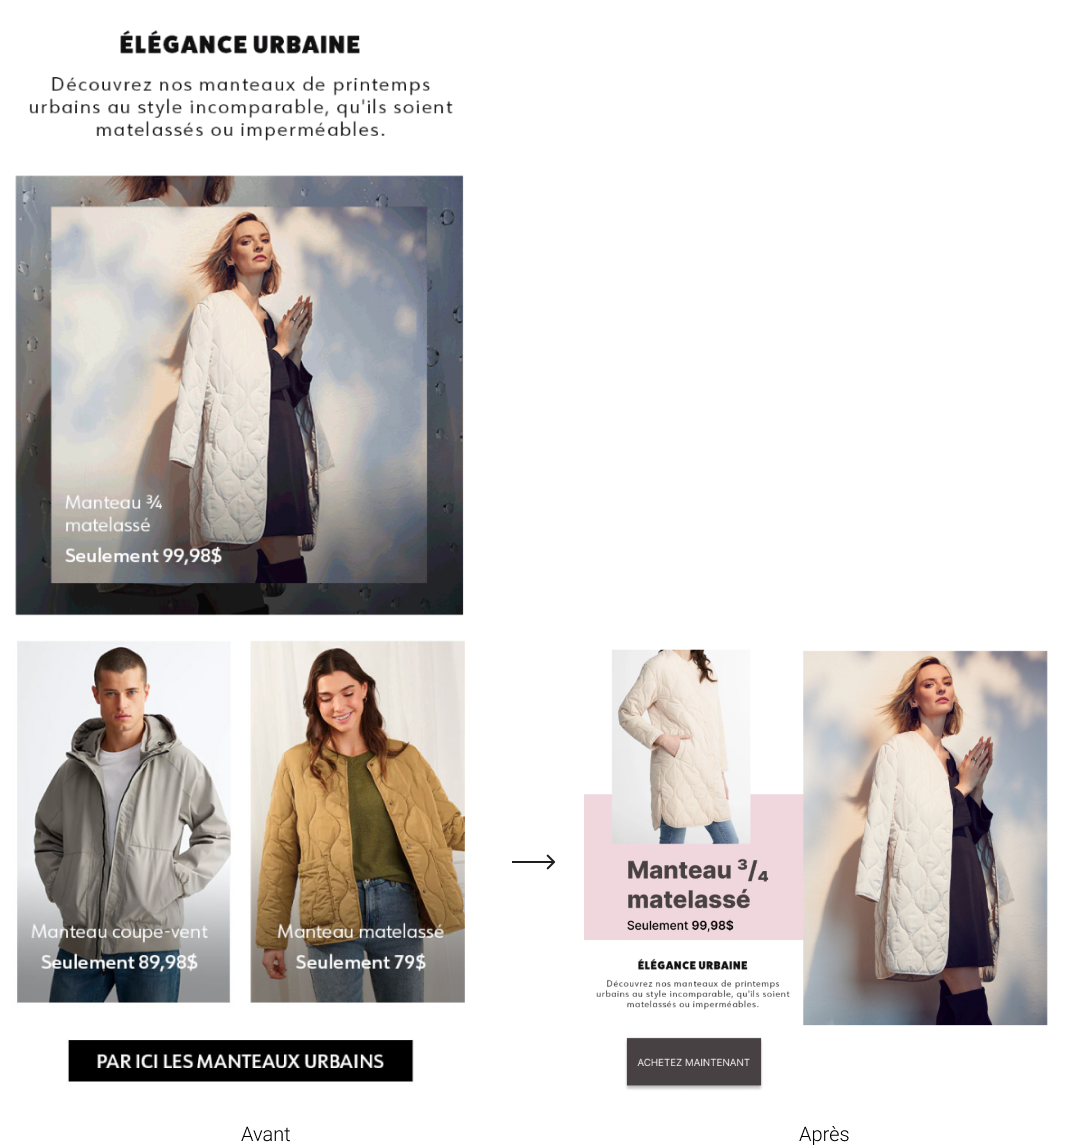 ÉLÉGANCE URBAINE
Découvrez nos manteaux de printemps
urbains au style incomparable, qu'ils soient
matelassés ou imperméables.
Manteau ¾
matelassé
Seulement 99,98$
Manteau coupe-vent
Seulement 89,98$
Manteau matelassé
Seulement 79$
PAR ICI LES MANTEAUX URBAINS
Avant
Manteau ³/₄
matelassé
Seulement 99,98$
ÉLÉGANCE URBAINE
Découvrez nos manteaux de printemps
urbains au style incomparable, qu'ils soient
matelassés ou imperméables.
ACHETEZ MAINTENANT
Après